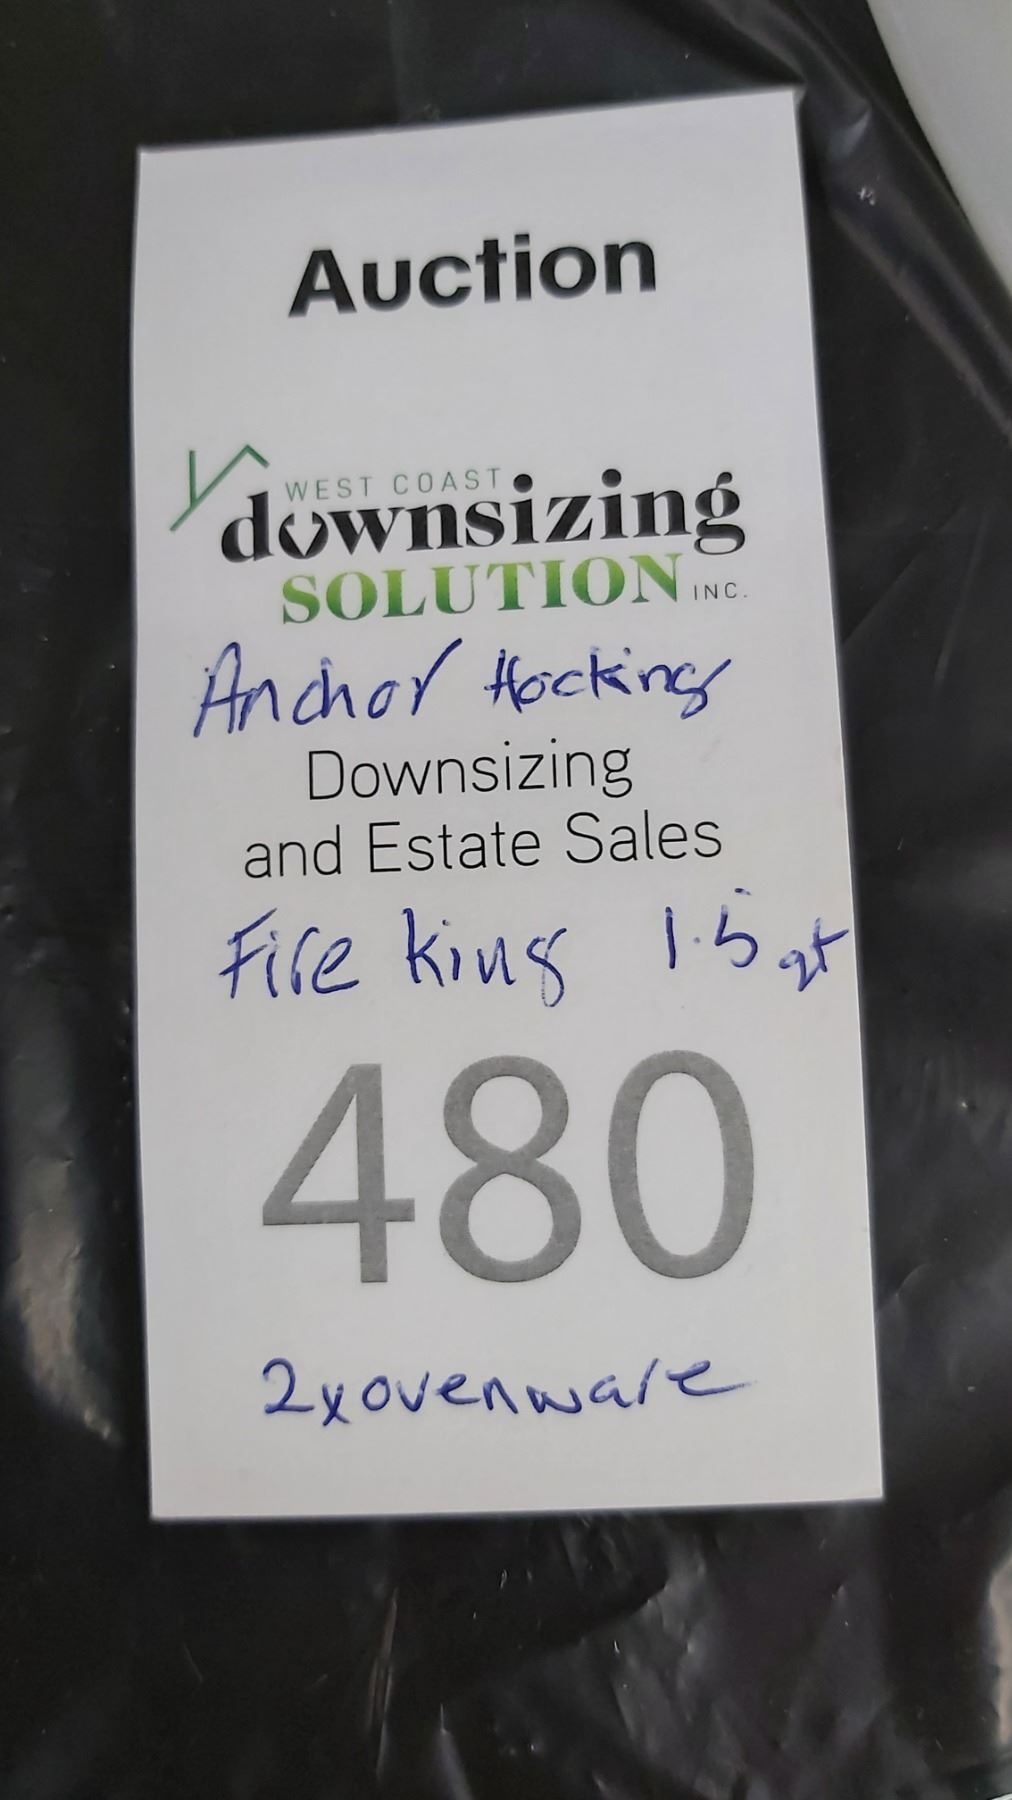 Auction
WEST COAST
downsizing
SOLUTION INC.
Anchor Hocking
Downsizing
and Estate Sales
Fire King 1.5 qt
480
2x ovenware